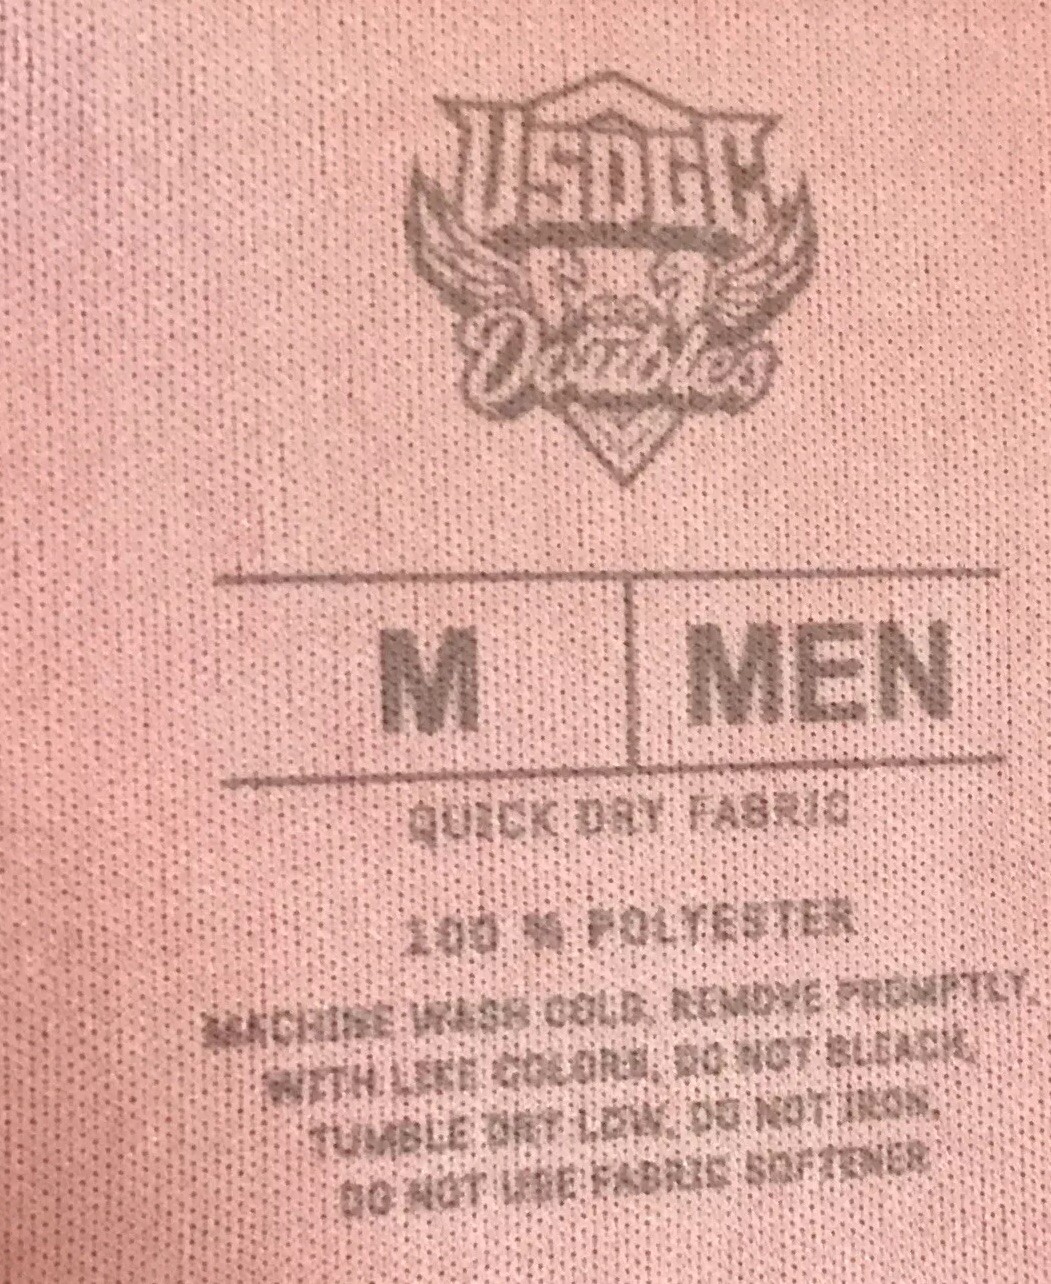 USDGC
Doubles
M MEN
QUICK DRY FABRIC
100 % POLYESTER
MACHINE WASH COLD. REMOVE PROMPTLY
WITH LIKE COLORS. DO NOT BLEACH.
TUMBLE DRY LOW. DO NOT IRON.
DO NOT USE FABRIC SOFTENER